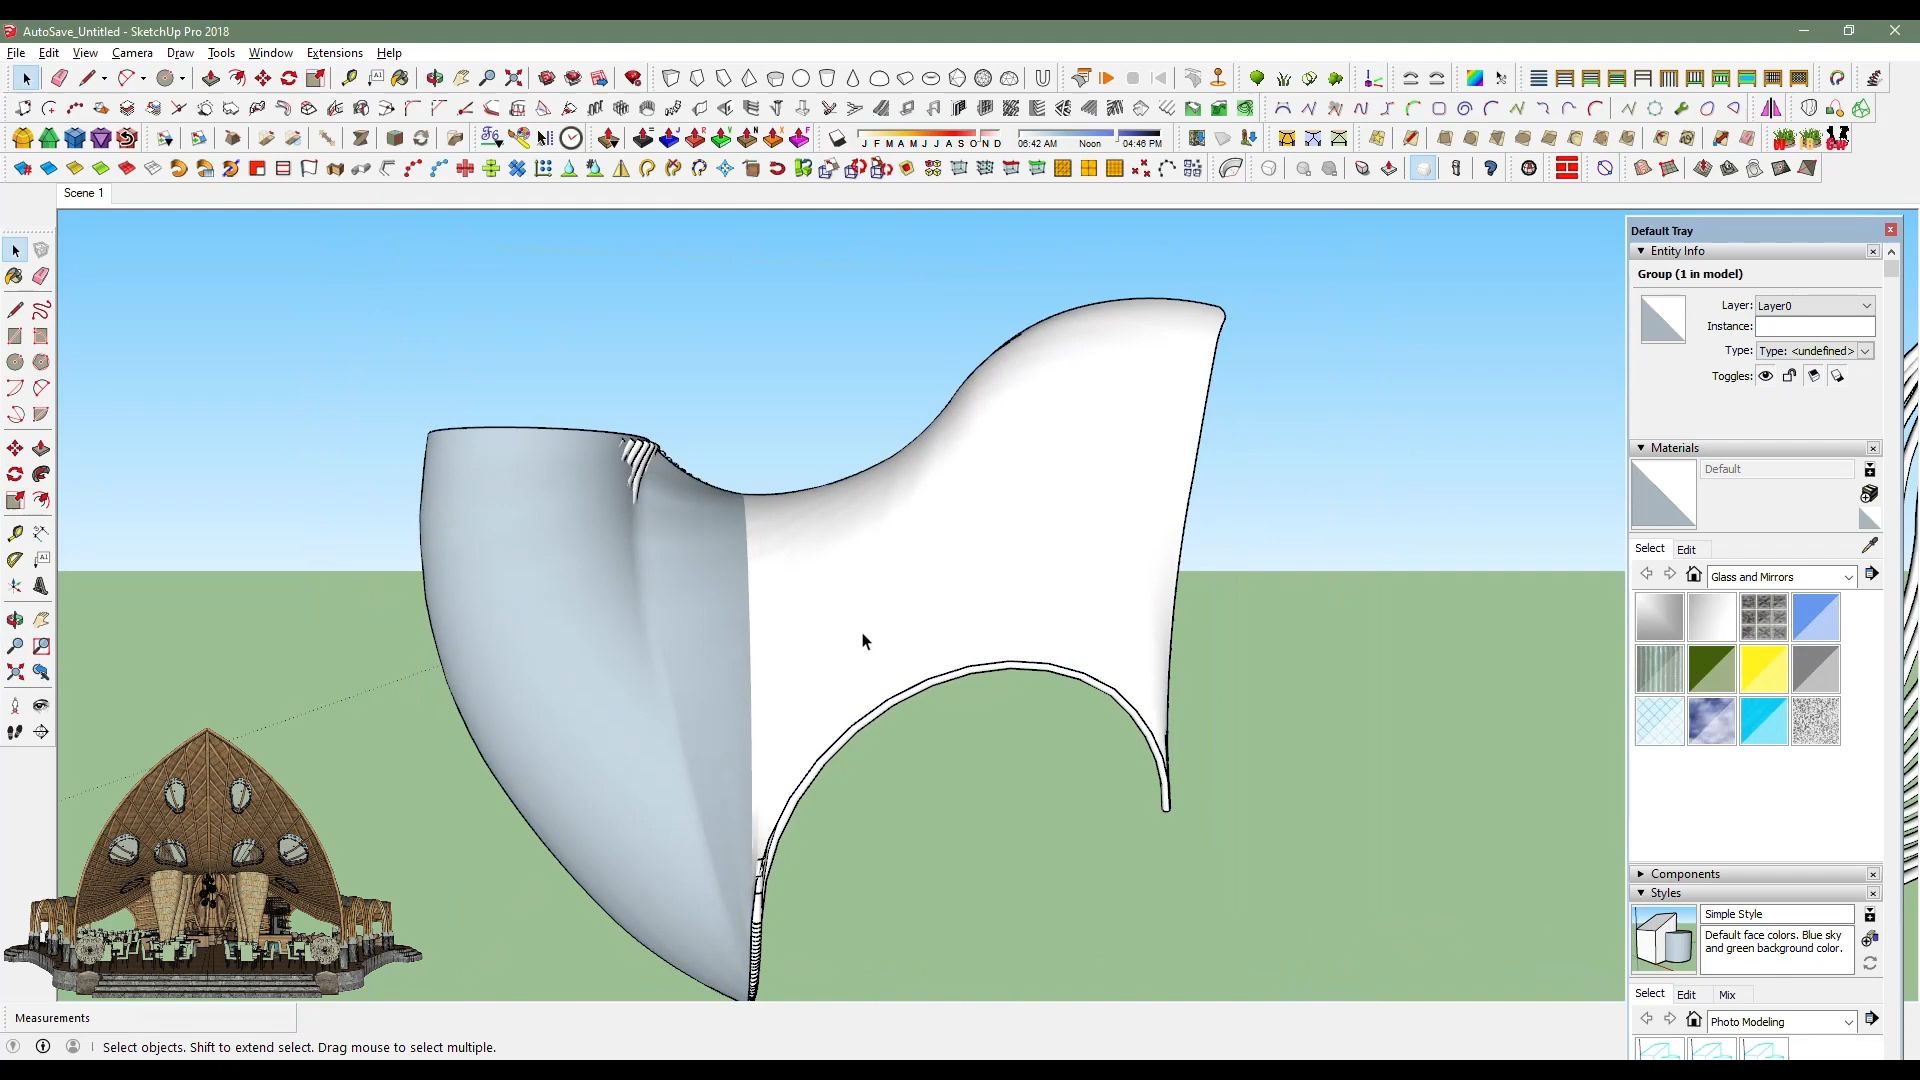 AutoSave_Untitled - SketchUp Pro 2018
File Edit View Camera Draw Tools Window Extensions Help
J F M A M J J A S O N D 06:42 AM Noon 04:46 PM
Scene 1
Default Tray
Entity Info
Group (1 in model)
Layer: Layer0
Instance:
Type: Type: <undefined>
Toggles:
Materials
Default
Select Edit
Glass and Mirrors
Components
Styles
Simple Style
Default face colors. Blue sky
and green background color.
Select Edit Mix
Photo Modeling
Measurements
Select objects. Shift to extend select. Drag mouse to select multiple.